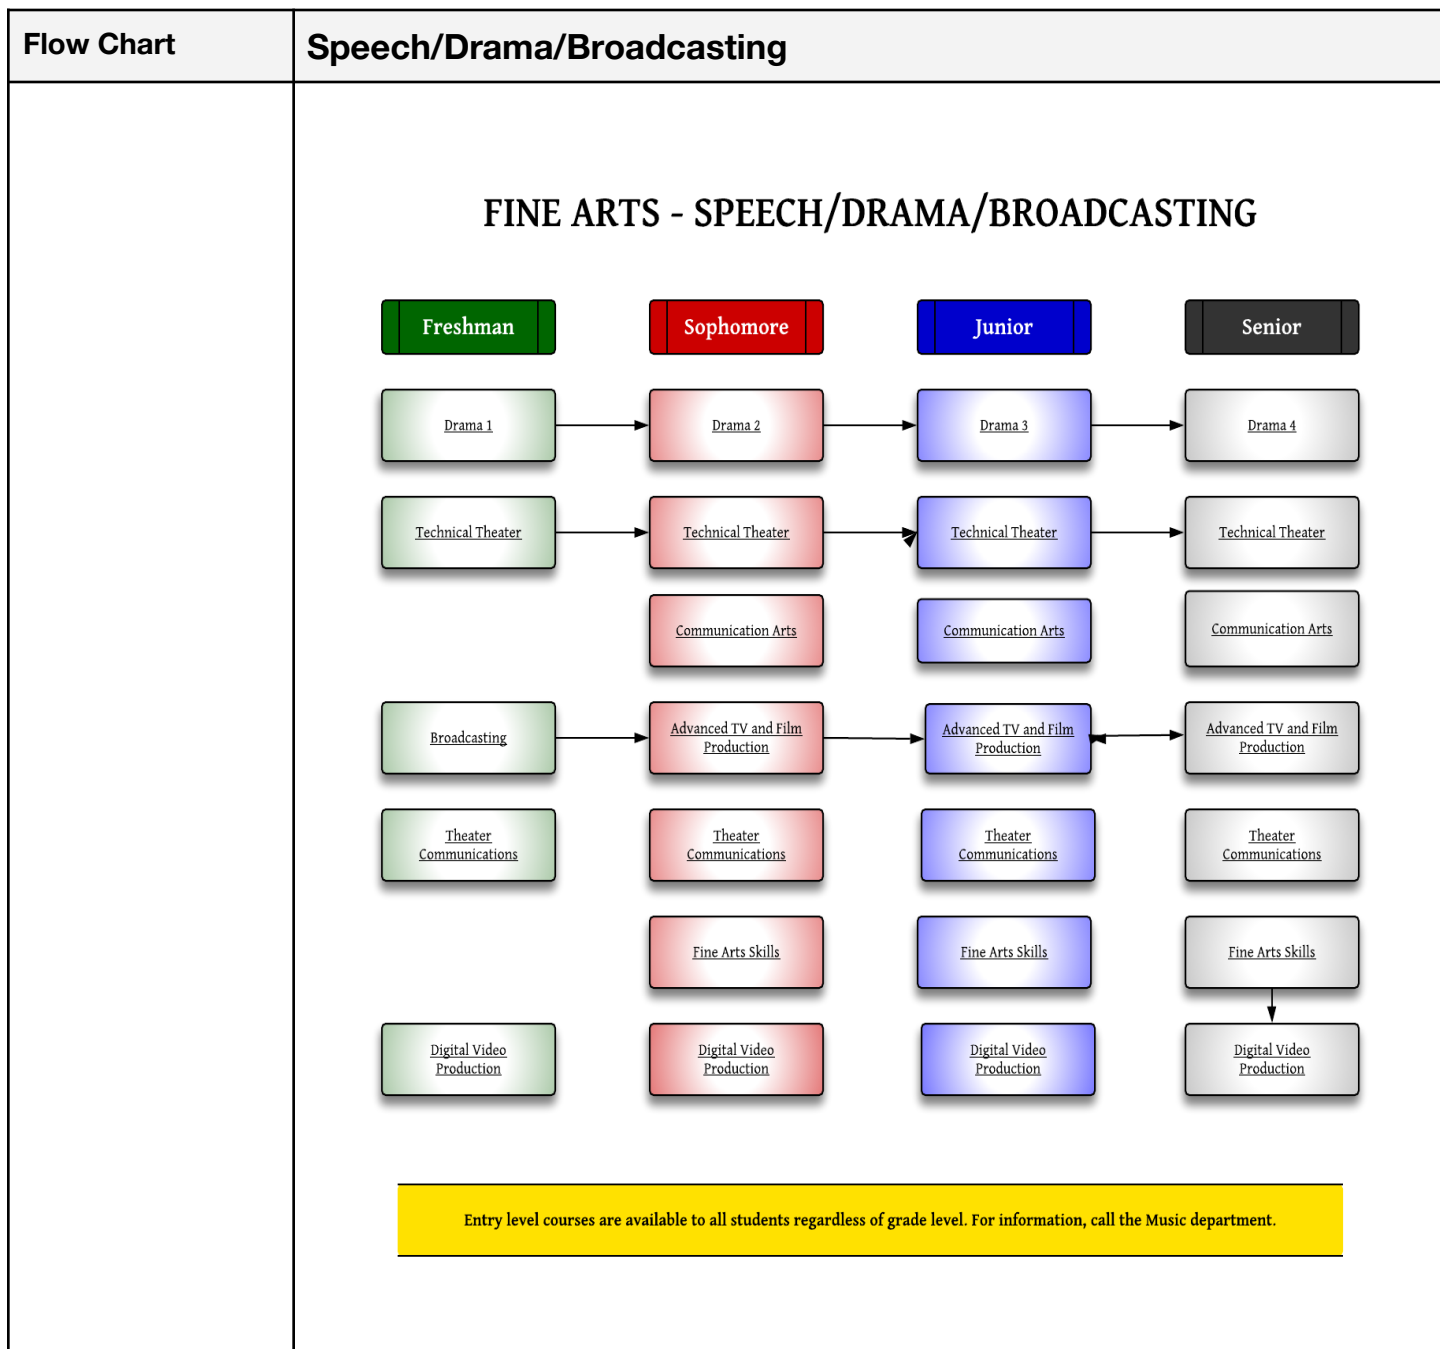 Flow Chart
Speech/Drama/Broadcasting
FINE ARTS - SPEECH/DRAMA/BROADCASTING
Freshman
Sophomore
Junior
Senior
Drama 1
Drama 2
Drama 3
Drama 4
Technical Theater
Technical Theater
Technical Theater
Technical Theater
Communication Arts
Communication Arts
Communication Arts
Broadcasting
Advanced TV and Film
Production
Advanced TV and Film
Production
Advanced TV and Film
Production
Theater
Communications
Theater
Communications
Theater
Communications
Theater
Communications
Fine Arts Skills
Fine Arts Skills
Fine Arts Skills
Digital Video
Production
Digital Video
Production
Digital Video
Production
Digital Video
Production
Entry level courses are available to all students regardless of grade level. For information, call the Music department.